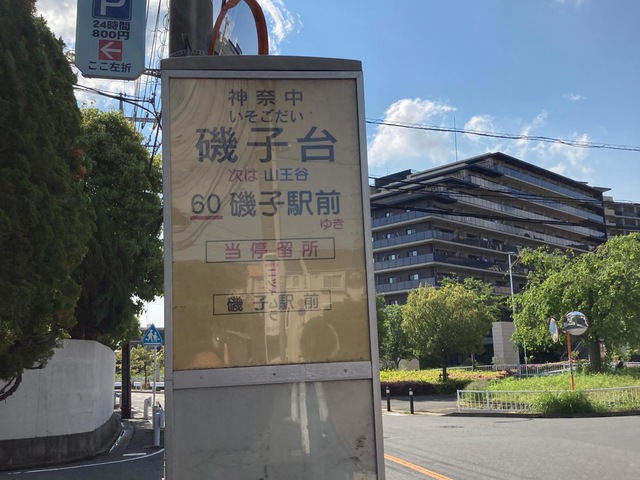 P
24時間
800円
ここ左折
神奈中
いそごだい
磯子台
次は 山王谷
60 磯子駅前
ゆき
当停留所
磯子駅前